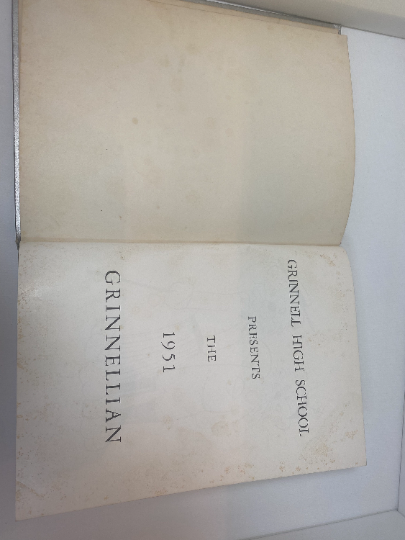 GRINNELL HIGH SCHOOL
PRESENTS
THE
1951
GRINNELLIAN